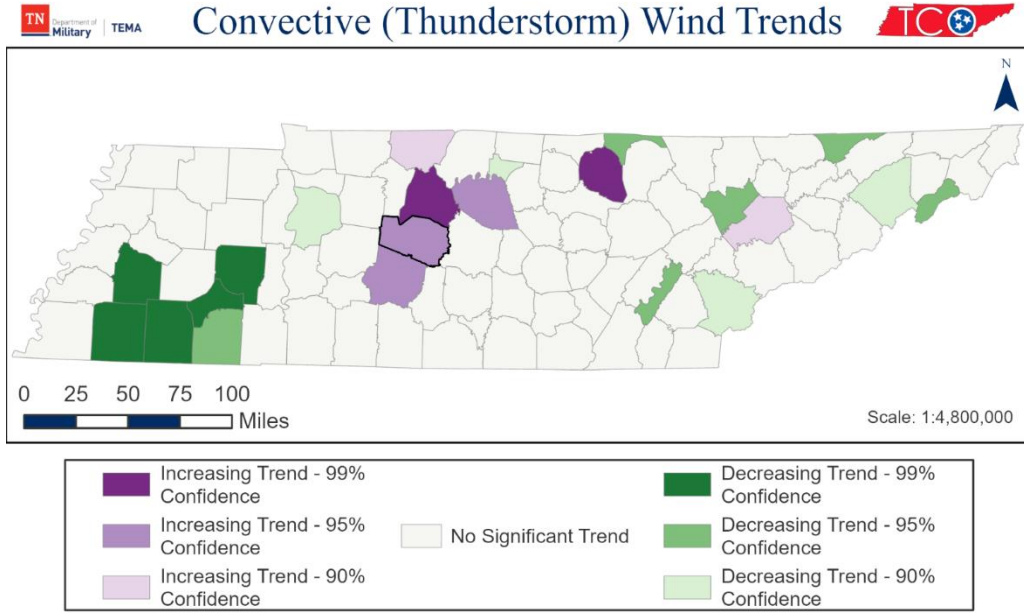 TN
Department of
Military
TEMA
Convective (Thunderstorm) Wind Trends
TCO
N
0 25 50 75 100
Miles
Scale: 1:4,800,000
Increasing Trend - 99%
Confidence
Increasing Trend - 95%
Confidence
Increasing Trend - 90%
Confidence
No Significant Trend
Decreasing Trend - 99%
Confidence
Decreasing Trend - 95%
Confidence
Decreasing Trend - 90%
Confidence